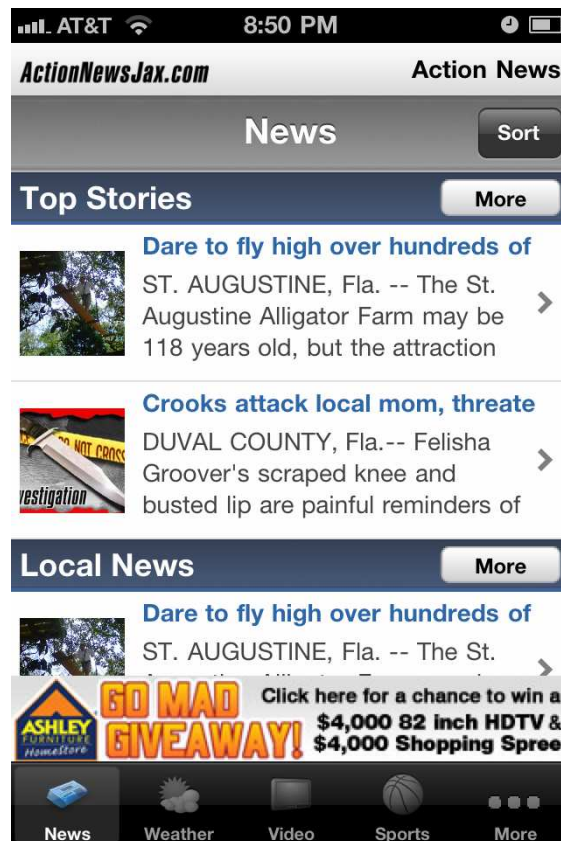 AT&T 8:50 PM
ActionNewsJax.com Action News
News Sort
Top Stories More
Dare to fly high over hundreds of
ST. AUGUSTINE, Fla. -- The St.
Augustine Alligator Farm may be
118 years old, but the attraction
Crooks attack local mom, threate
DUVAL COUNTY, Fla.-- Felisha
Groover's scraped knee and
busted lip are painful reminders of
NOT CROSS
vestigation
Local News More
Dare to fly high over hundreds of
ST. AUGUSTINE, Fla. -- The St.
ASHLEY
FURNITURE
HomeStore
GO MAD
GIVEAWAY!
Click here for a chance to win a
$4,000 82 inch HDTV &
$4,000 Shopping Spree
News Weather Video Sports More